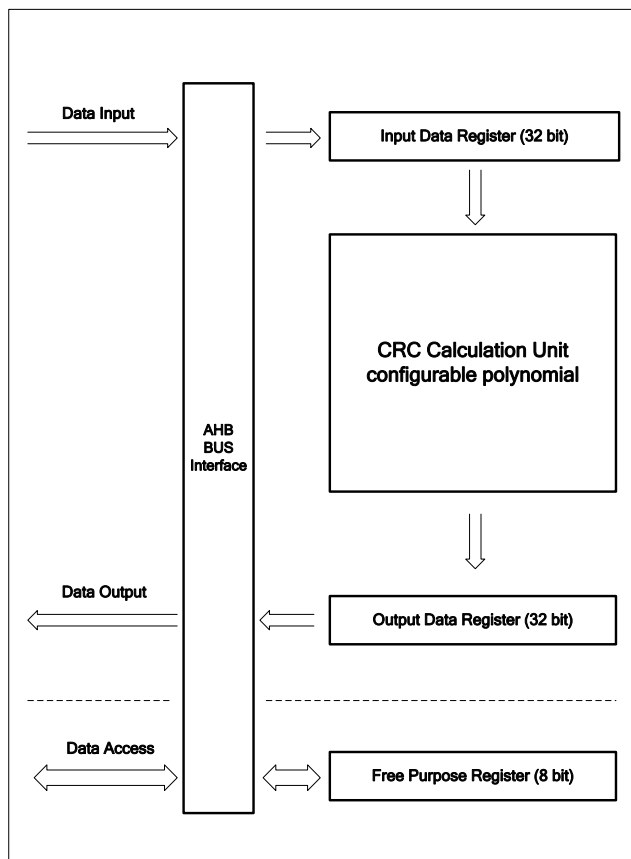 Data Input
Input Data Register (32 bit)
CRC Calculation Unit
configurable polynomial
AHB
BUS
Interface
Data Output
Output Data Register (32 bit)
Data Access
Free Purpose Register (8 bit)